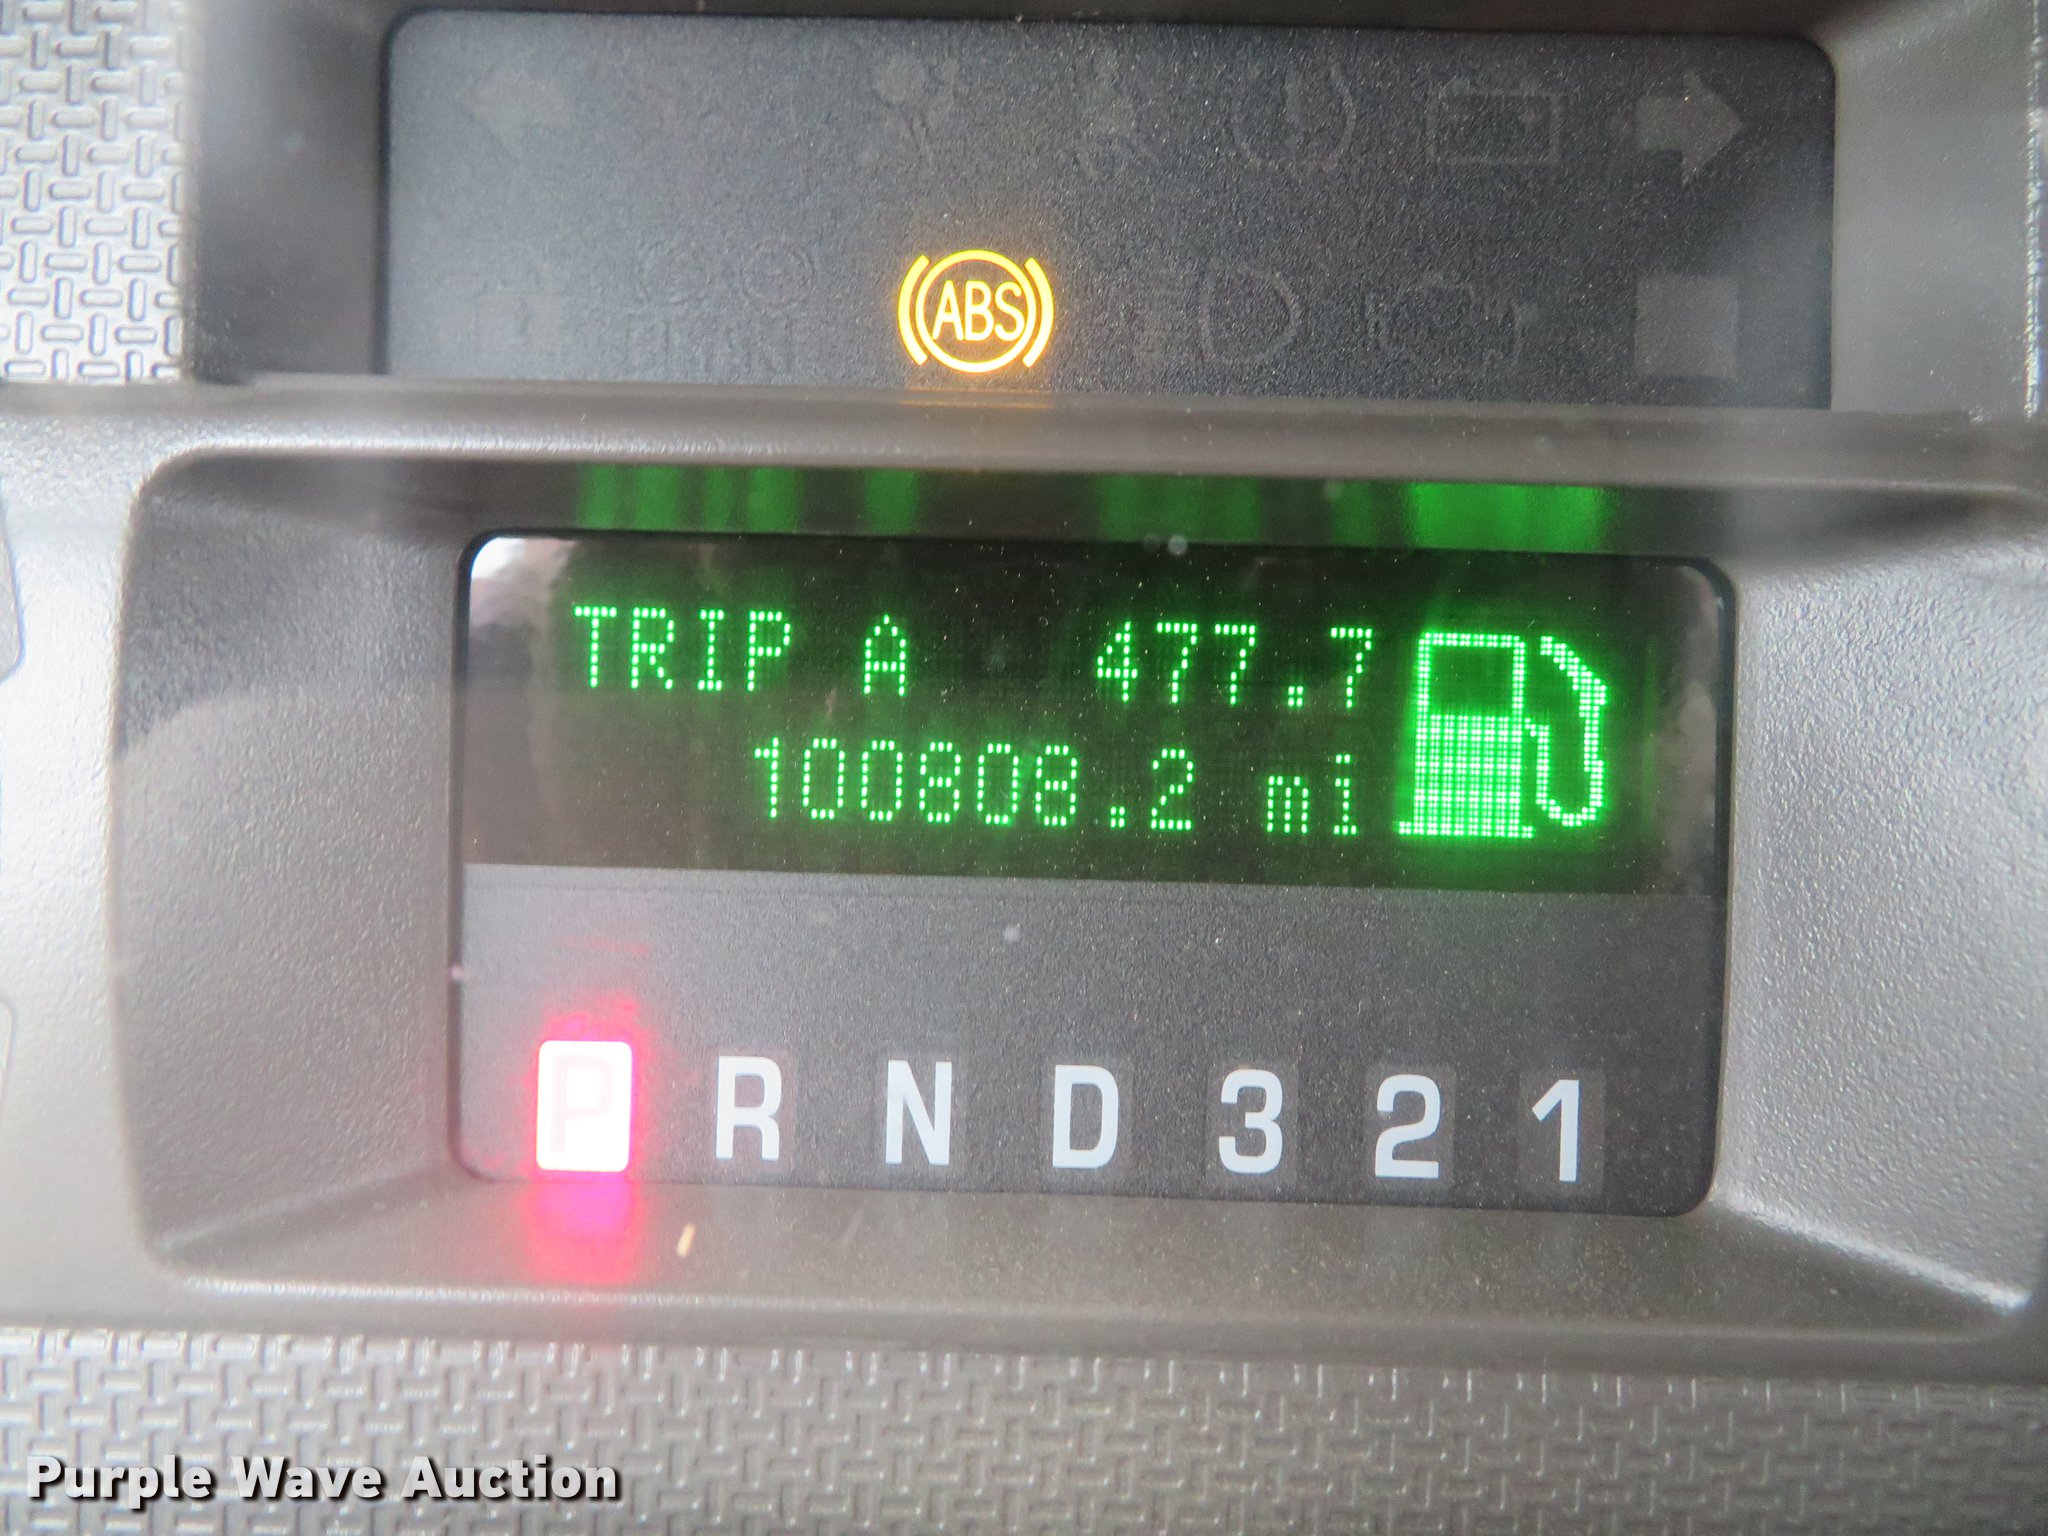 ABS
TRIP A 477.7
100808.2 mi
P R N D 3 2 1
Purple Wave Auction